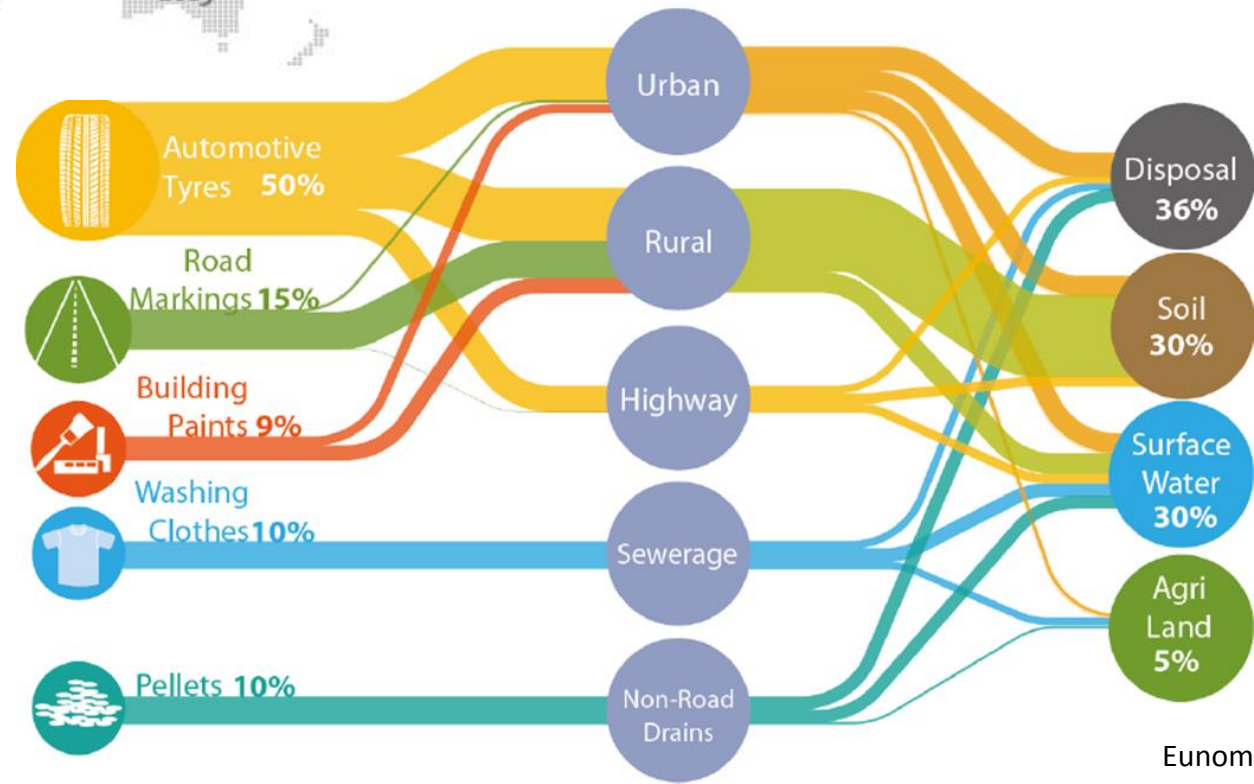 Automotive
Tyres 50%
Road
Markings 15%
Building
Paints 9%
Washing
Clothes 10%
Pellets 10%
Urban
Rural
Highway
Sewerage
Non-Road
Drains
Disposal
36%
Soil
30%
Surface
Water
30%
Agri
Land
5%
Eunom